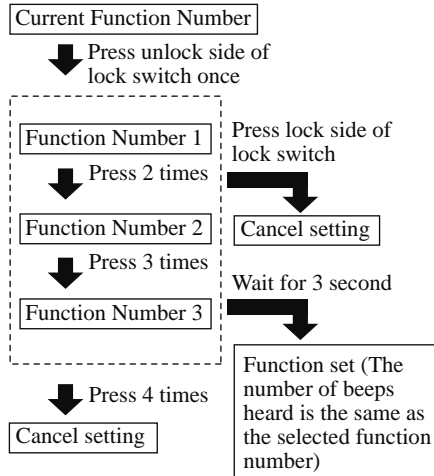 Current Function Number
Press unlock side of
lock switch once
Function Number 1
Press 2 times
Function Number 2
Press 3 times
Function Number 3
Press lock side of
lock switch
Cancel setting
Wait for 3 second
Function set (The
number of beeps
heard is the same as
the selected function
number)
Press 4 times
Cancel setting